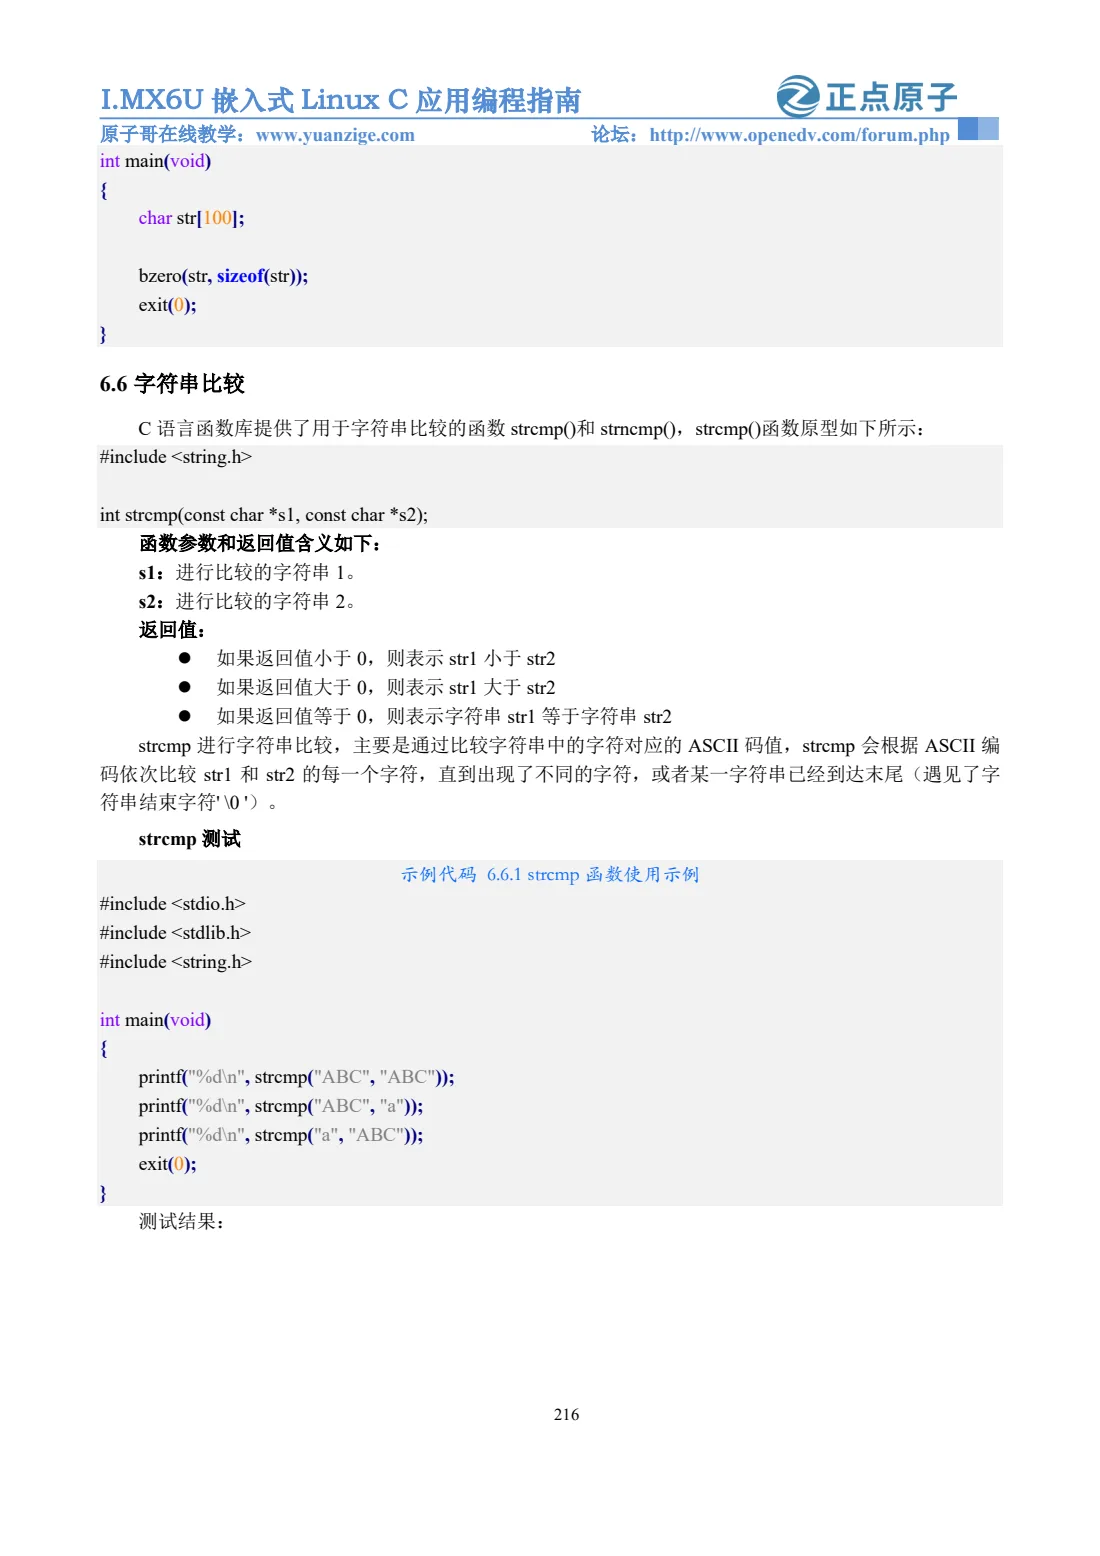 I.MX6U 嵌入式 Linux C 应用编程指南
正点原子
原子哥在线教学：www.yuanzige.com 论坛：http://www.openedv.com/forum.php
int main(void)
{
char str[100];
bzero(str, sizeof(str));
exit(0);
}
6.6 字符串比较
C 语言函数库提供了用于字符串比较的函数 strcmp()和 strncmp()，strcmp()函数原型如下所示：
#include <string.h>
int strcmp(const char *s1, const char *s2);
函数参数和返回值含义如下：
s1：进行比较的字符串 1。
s2：进行比较的字符串 2。
返回值：
● 如果返回值小于 0，则表示 str1 小于 str2
● 如果返回值大于 0，则表示 str1 大于 str2
● 如果返回值等于 0，则表示字符串 str1 等于字符串 str2
strcmp 进行字符串比较，主要是通过比较字符串中的字符对应的 ASCII 码值，strcmp 会根据 ASCII 编
码依次比较 str1 和 str2 的每一个字符，直到出现了不同的字符，或者某一字符串已经到达末尾（遇见了字
符串结束字符' \0 '）。
strcmp 测试
示例代码 6.6.1 strcmp 函数使用示例
#include <stdio.h>
#include <stdlib.h>
#include <string.h>
int main(void)
{
printf("%d\n", strcmp("ABC", "ABC"));
printf("%d\n", strcmp("ABC", "a"));
printf("%d\n", strcmp("a", "ABC"));
exit(0);
}
测试结果：
216